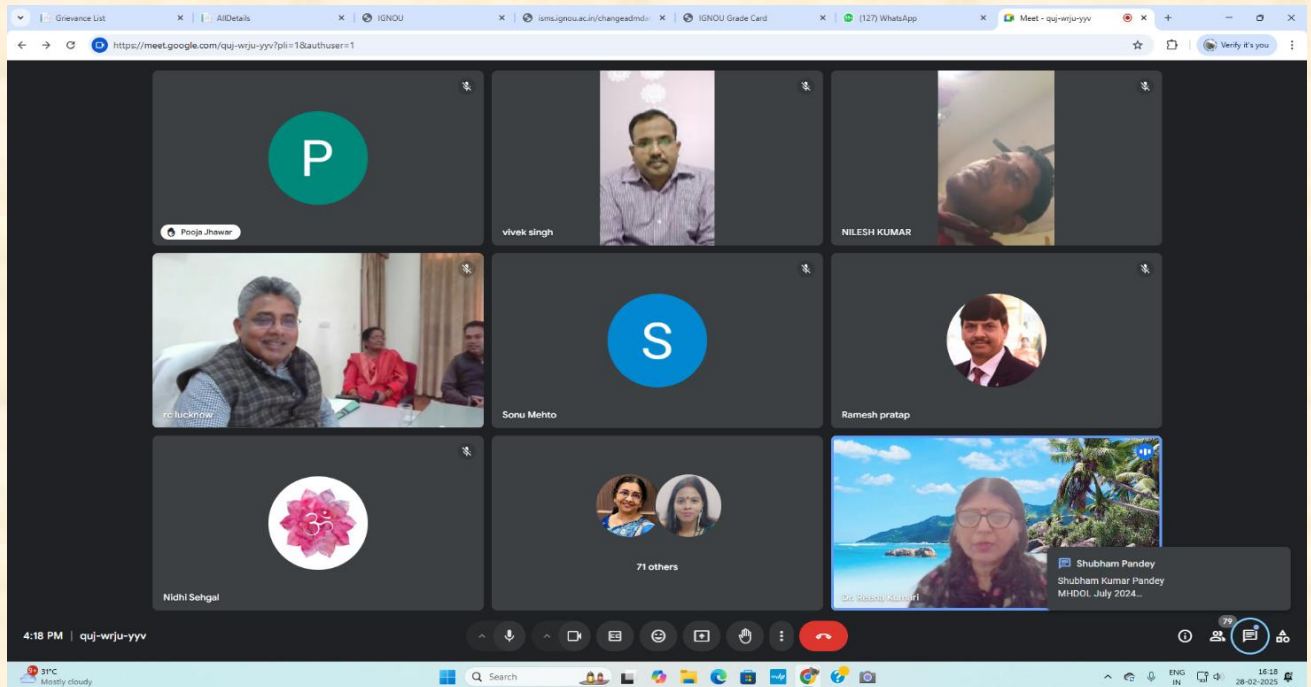 Grievance List
AllDetails
IGNOU
isms.ignou.ac.in/changeadmda
IGNOU Grade Card
(127) WhatsApp
Meet - quj-wrju-yyv
https://meet.google.com/quj-wrju-yyv?pli=1&authuser=1
Verify it's you
P
Pooja Jhawar
vivek singh
NILESH KUMAR
rc lucknow
S
Sonu Mehto
Ramesh pratap
Nidhi Sehgal
71 others
Dr. Reena Kumari
Shubham Pandey
Shubham Kumar Pandey
MHDOL July 2024...
4:18 PM | quj-wrju-yyv
79
31°C
Mostly cloudy
Search
ENG
IN
16:18
28-02-2025